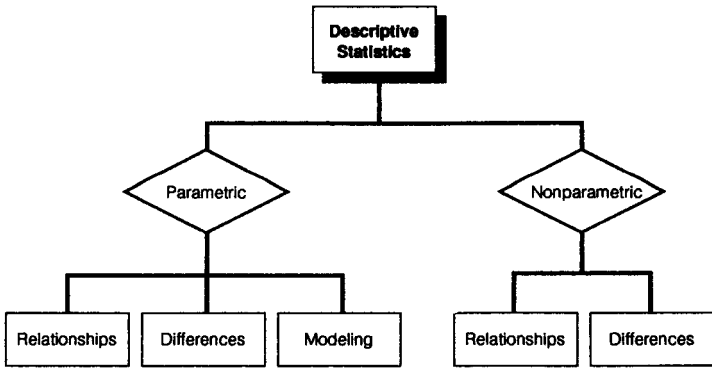 Descriptive
Statistics
Parametric
Nonparametric
Relationships
Differences
Modeling
Relationships
Differences